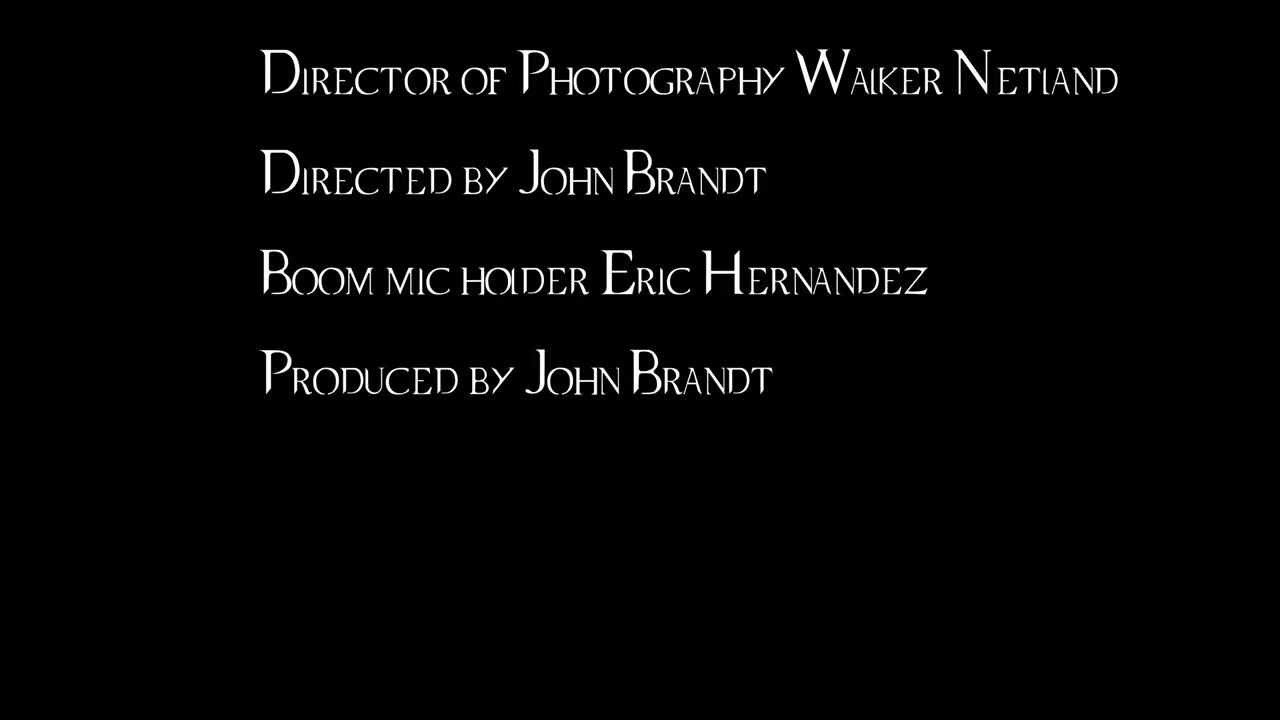 Director of Photography Walker Netland
Directed by John Brandt
Boom mic holder Eric Hernandez
Produced by John Brandt